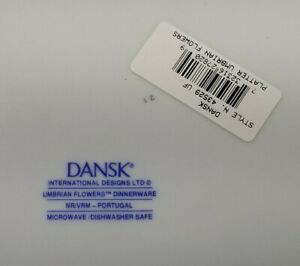 DANSK®
INTERNATIONAL DESIGNS LTD ©
UMBRIAN FLOWERS™ DINNERWARE
NR/VRM – PORTUGAL
MICROWAVE/DISHWASHER SAFE
DANSK
STYLE N. 43529 UF
PLATTER UMBRIAN FLOWERS